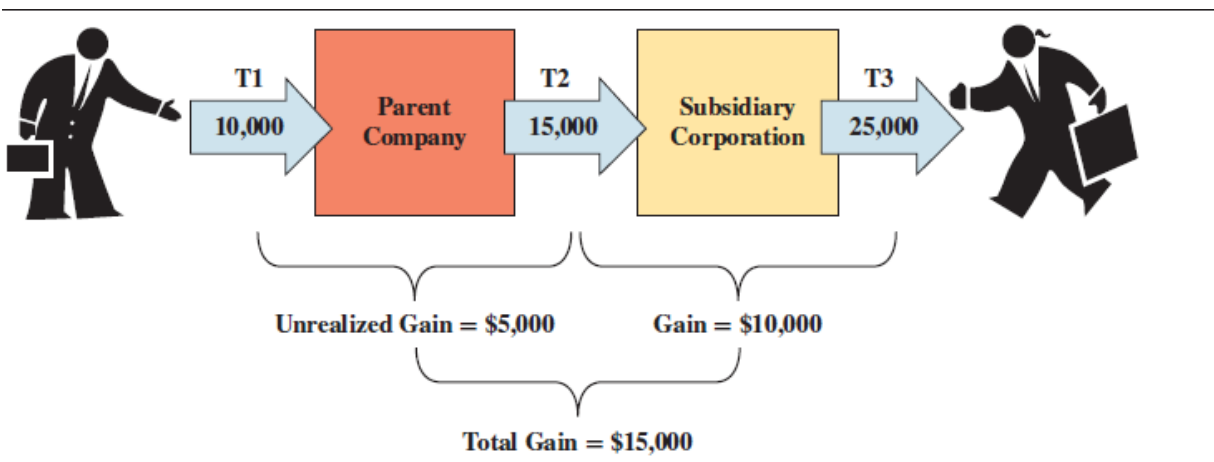 T1
10,000
Parent
Company
T2
15,000
Subsidiary
Corporation
T3
25,000
Unrealized Gain = $5,000
Gain = $10,000
Total Gain = $15,000